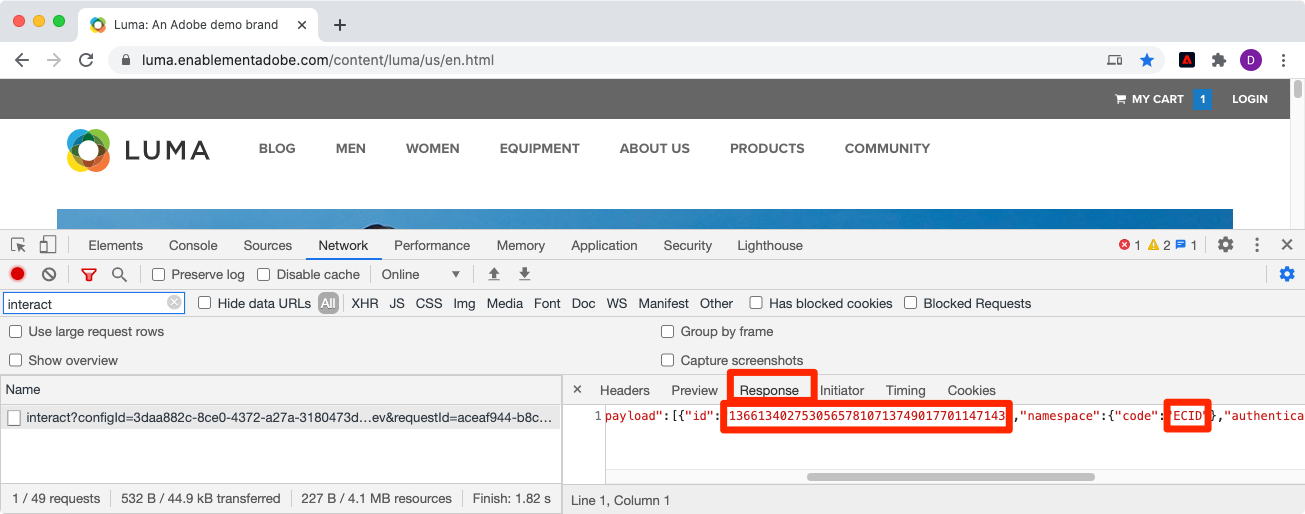 Luma: An Adobe demo brand
luma.enablementadobe.com/content/luma/us/en.html
D
MY CART 1 LOGIN
LUMA BLOG MEN WOMEN EQUIPMENT ABOUT US PRODUCTS COMMUNITY
Elements Console Sources Network Performance Memory Application Security Lighthouse 1 2 1
Preserve log Disable cache Online
interact Hide data URLs All XHR JS CSS Img Media Font Doc WS Manifest Other Has blocked cookies Blocked Requests
Use large request rows Group by frame
Show overview Capture screenshots
Name Headers Preview Response Initiator Timing Cookies
interact?configId=3daa882c-8ce0-4372-a27a-3180473d…ev&requestId=aceaf944-b8c… 1 payload":[{"id": 13661340275305657810713749017701147143 ,"namespace":{"code":"ECID"},"authentica
1 / 49 requests 532 B / 44.9 kB transferred 227 B / 4.1 MB resources Finish: 1.82 s Line 1, Column 1